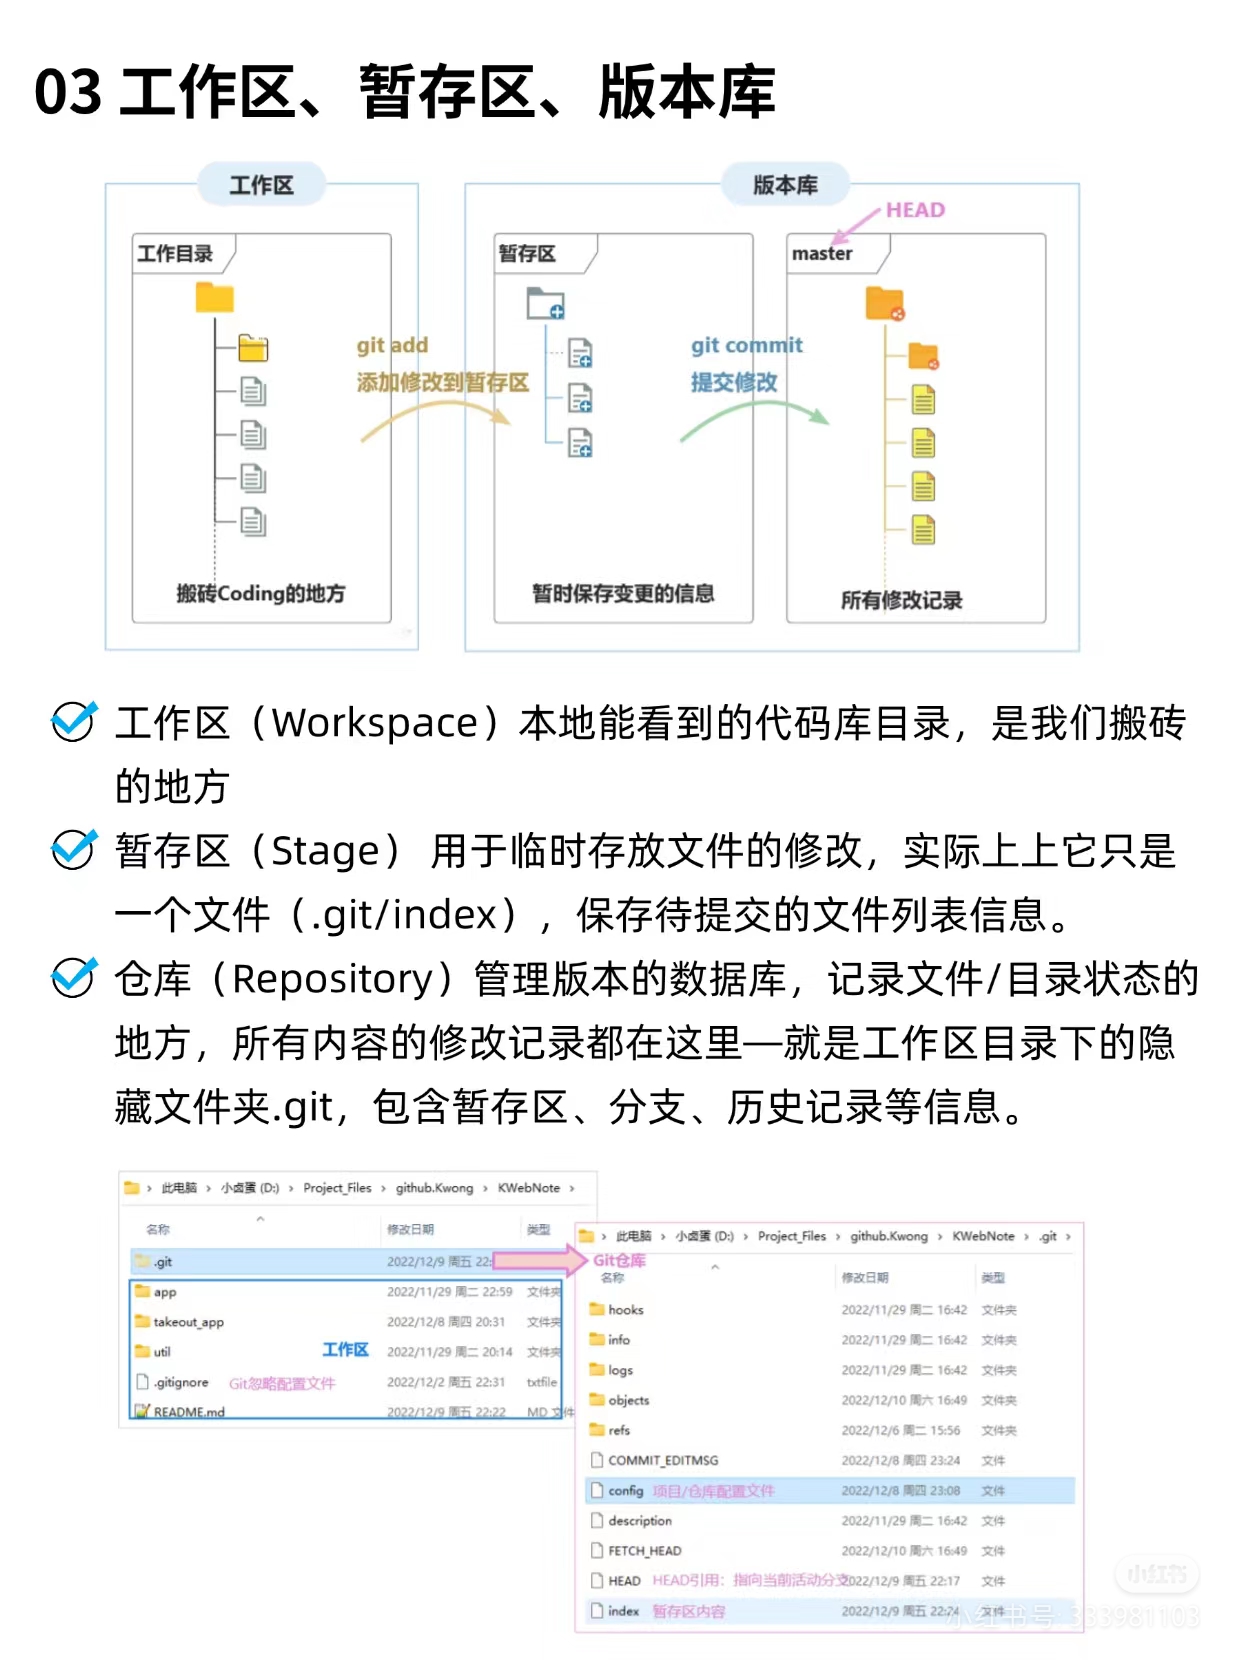 03 工作区、暂存区、版本库
工作区
版本库
HEAD
工作目录
暂存区
master
git add
添加修改到暂存区
git commit
提交修改
搬砖Coding的地方
暂时保存变更的信息
所有修改记录
工作区（Workspace）本地能看到的代码库目录，是我们搬砖
的地方
暂存区（Stage） 用于临时存放文件的修改，实际上上它只是
一个文件（.git/index），保存待提交的文件列表信息。
仓库（Repository）管理版本的数据库，记录文件/目录状态的
地方，所有内容的修改记录都在这里—就是工作区目录下的隐
藏文件夹.git，包含暂存区、分支、历史记录等信息。
› 此电脑 › 小卤蛋 (D:) › Project_Files › github.Kwong › KWebNote ›
名称 修改日期 类型
.git 2022/12/9 周五 22:
app 2022/11/29 周二 22:59 文件夹
takeout_app 2022/12/8 周四 20:31 文件夹
util 工作区 2022/11/29 周二 20:14 文件夹
.gitignore Git忽略配置文件 2022/12/2 周五 22:31 txtfile
README.md 2022/12/9 周五 22:22 MD 文件
› 此电脑 › 小卤蛋 (D:) › Project_Files › github.Kwong › KWebNote › .git ›
Git仓库
名称 修改日期 类型
hooks 2022/11/29 周二 16:42 文件夹
info 2022/11/29 周二 16:42 文件夹
logs 2022/11/29 周二 16:42 文件夹
objects 2022/12/10 周六 16:49 文件夹
refs 2022/12/6 周二 15:56 文件夹
COMMIT_EDITMSG 2022/12/8 周四 23:24 文件
config 项目/仓库配置文件 2022/12/8 周四 23:08 文件
description 2022/11/29 周二 16:42 文件
FETCH_HEAD 2022/12/10 周六 16:49 文件
HEAD HEAD引用：指向当前活动分支 2022/12/9 周五 22:17 文件
index 暂存区内容 2022/12/9 周五 22:24 文件
小红书
小红书号: 333981103